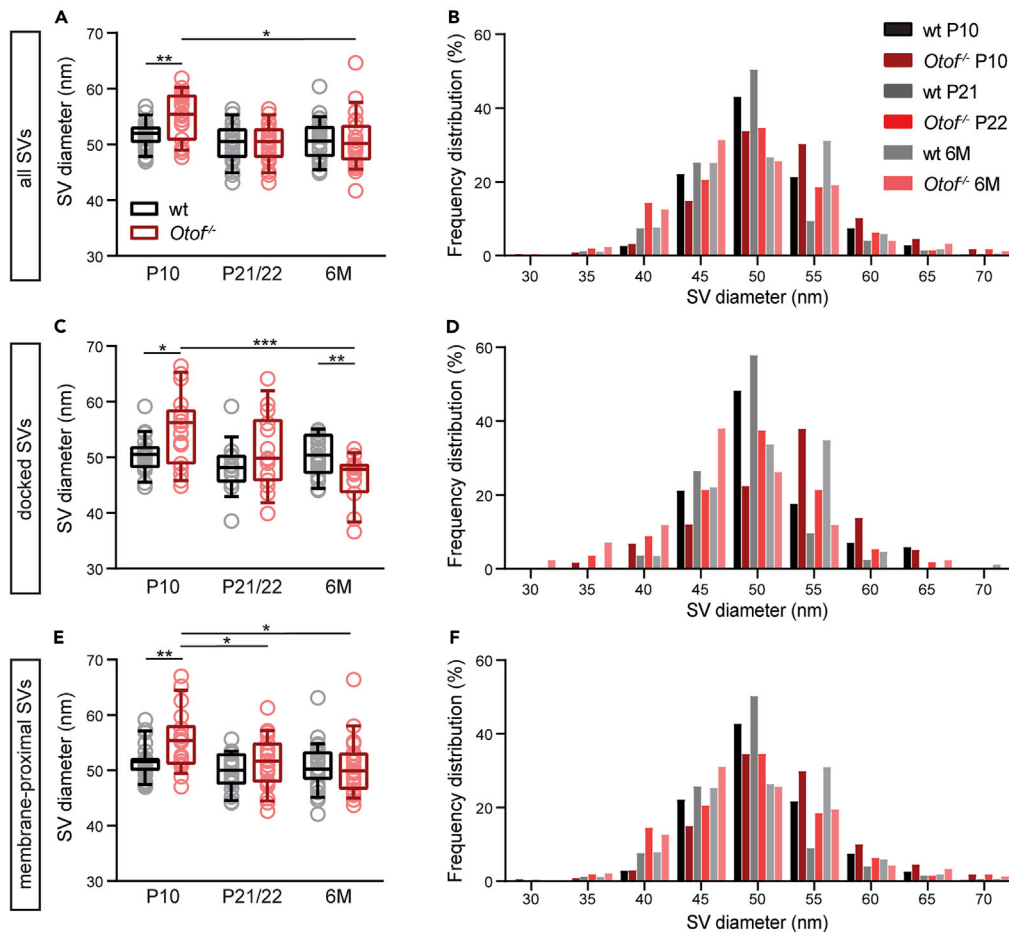 all SVs
A
SV diameter (nm)
70
60
50
40
30
**
*
wt
Otof-/-
P10
P21/22
6M
B
Frequency distribution (%)
60
40
20
0
30 35 40 45 50 55 60 65 70
SV diameter (nm)
wt P10
Otof-/- P10
wt P21
Otof-/- P22
wt 6M
Otof-/- 6M
docked SVs
C
SV diameter (nm)
70
60
50
40
30
*
***
**
P10
P21/22
6M
D
Frequency distribution (%)
60
40
20
0
30 35 40 45 50 55 60 65 70
SV diameter (nm)
membrane-proximal SVs
E
SV diameter (nm)
70
60
50
40
30
**
*
*
P10
P21/22
6M
F
Frequency distribution (%)
60
40
20
0
30 35 40 45 50 55 60 65 70
SV diameter (nm)